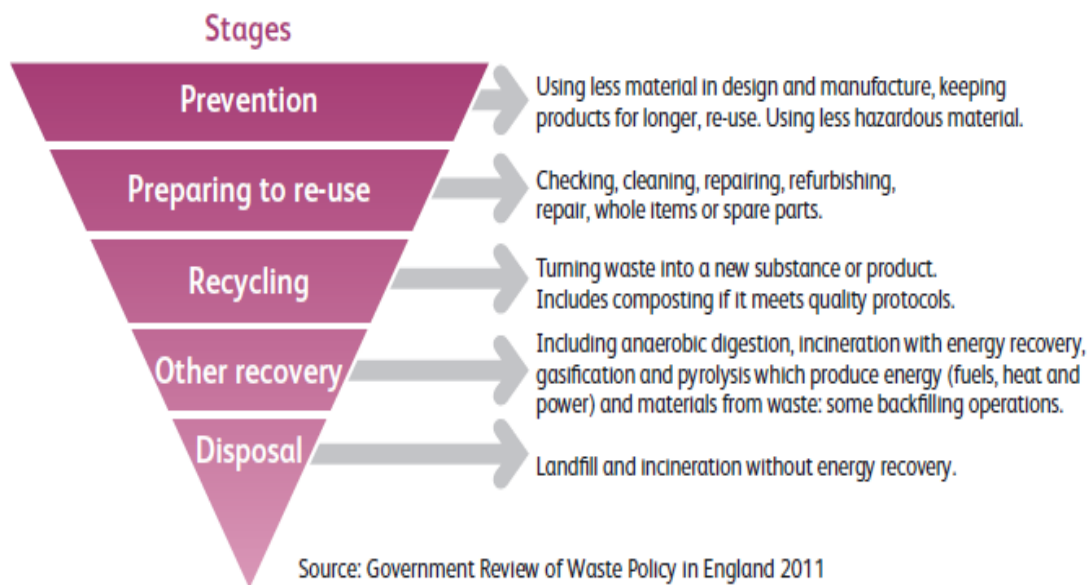 Stages
Prevention
Using less material in design and manufacture, keeping
products for longer, re-use. Using less hazardous material.
Preparing to re-use
Checking, cleaning, repairing, refurbishing,
repair, whole items or spare parts.
Recycling
Turning waste into a new substance or product.
Includes composting if it meets quality protocols.
Other recovery
Including anaerobic digestion, incineration with energy recovery,
gasification and pyrolysis which produce energy (fuels, heat and
power) and materials from waste: some backfilling operations.
Disposal
Landfill and incineration without energy recovery.
Source: Government Review of Waste Policy in England 2011